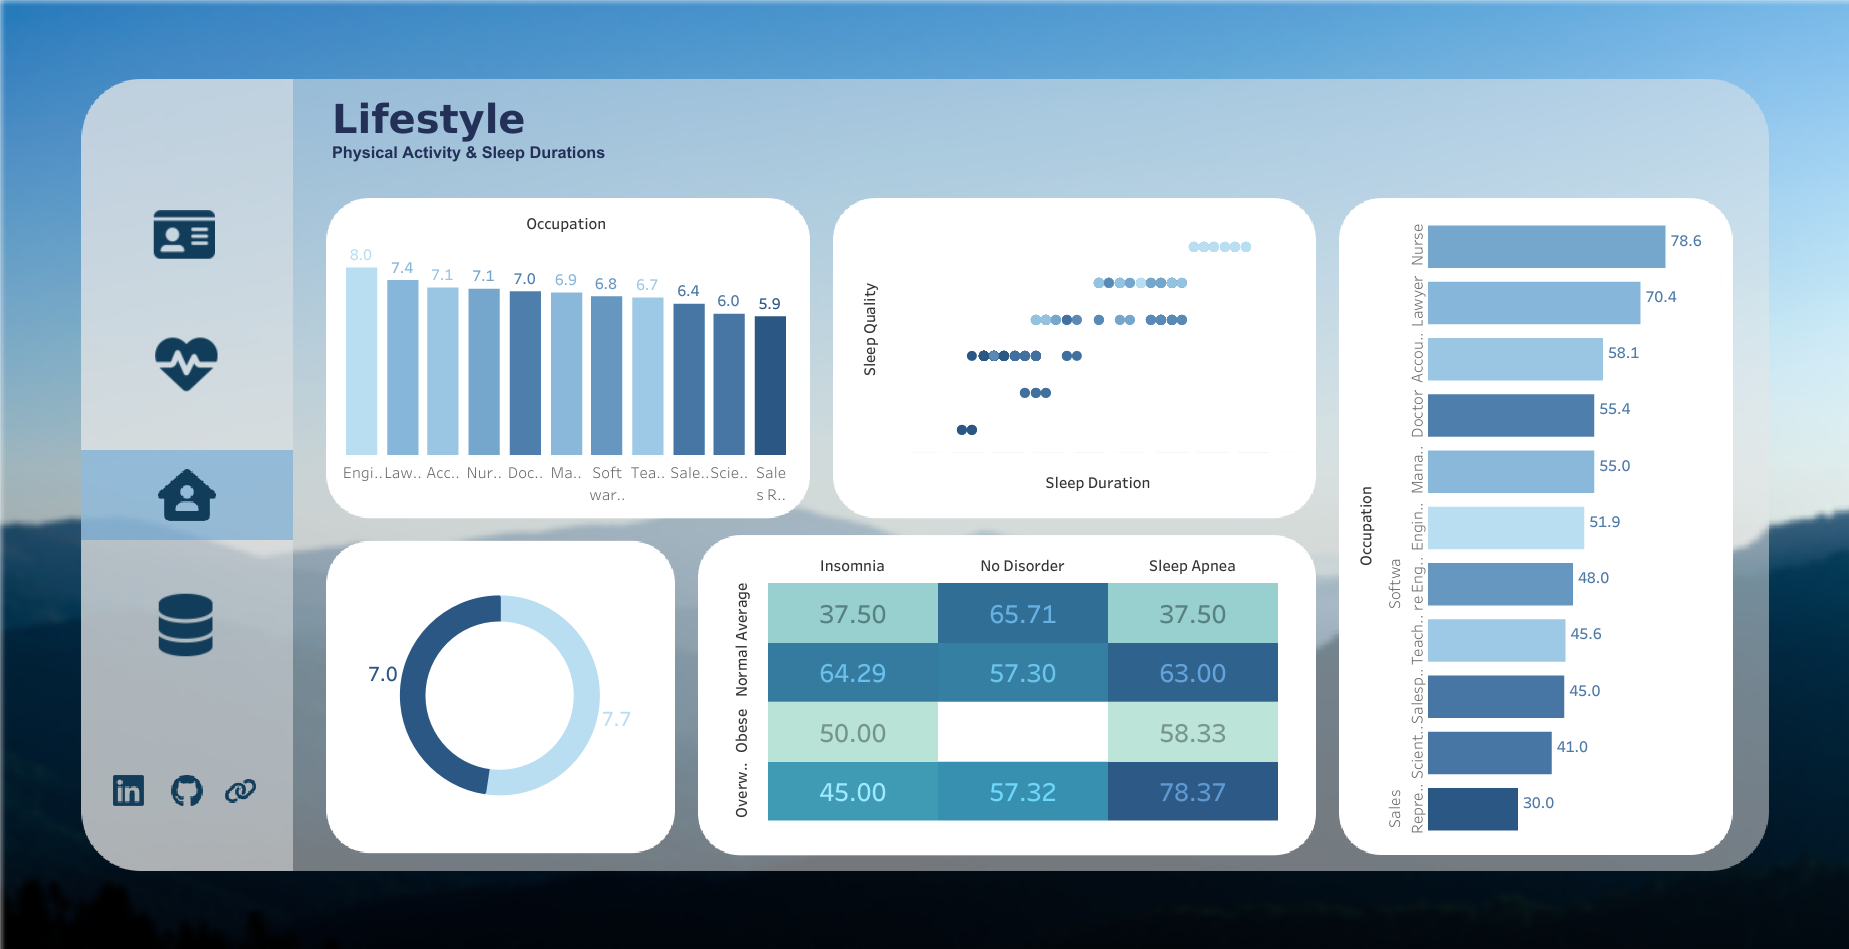 Lifestyle
Physical Activity & Sleep Durations
Occupation
8.0
7.4
7.1
7.1
7.0
6.9
6.8
6.7
6.4
6.0
5.9
Engi..
Law..
Acc..
Nur..
Doc..
Ma..
Soft
war..
Tea..
Sale..
Scie..
Sale
s R..
Sleep Quality
Sleep Duration
7.0
7.7
Insomnia No Disorder Sleep Apnea
Normal Average 37.50 65.71 37.50
64.29 57.30 63.00
Obese 50.00 58.33
Overw.. 45.00 57.32 78.37
Occupation
Nurse 78.6
Lawyer 70.4
Accou.. 58.1
Doctor 55.4
Mana.. 55.0
Engin.. 51.9
Softwa
re Eng.. 48.0
Teach.. 45.6
Salesp.. 45.0
Scient.. 41.0
Sales
Repre.. 30.0